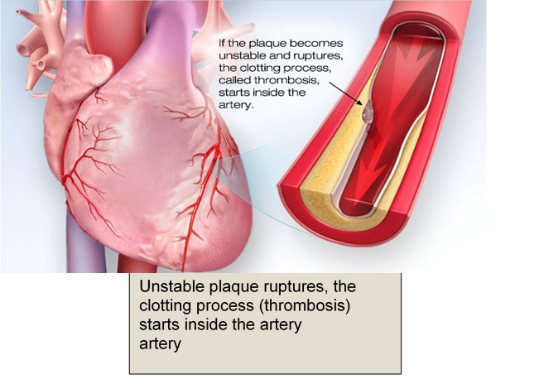 If the plaque becomes
unstable and ruptures,
the clotting process,
called thrombosis,
starts inside the
artery.
Unstable plaque ruptures, the
clotting process (thrombosis)
starts inside the artery
artery